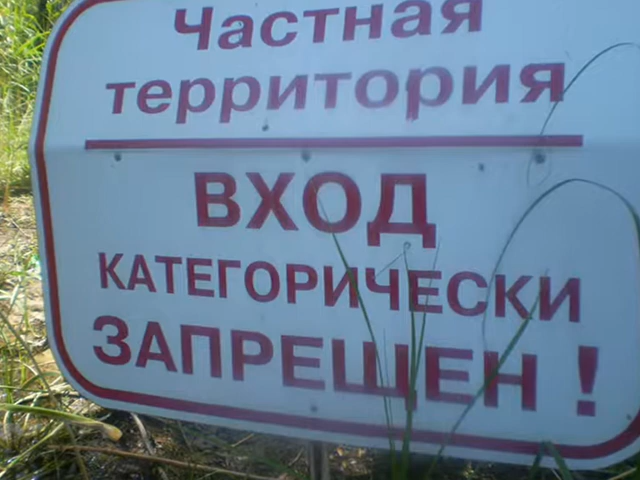 Частная
территория
ВХОД
КАТЕГОРИЧЕСКИ
ЗАПРЕЩЕН!